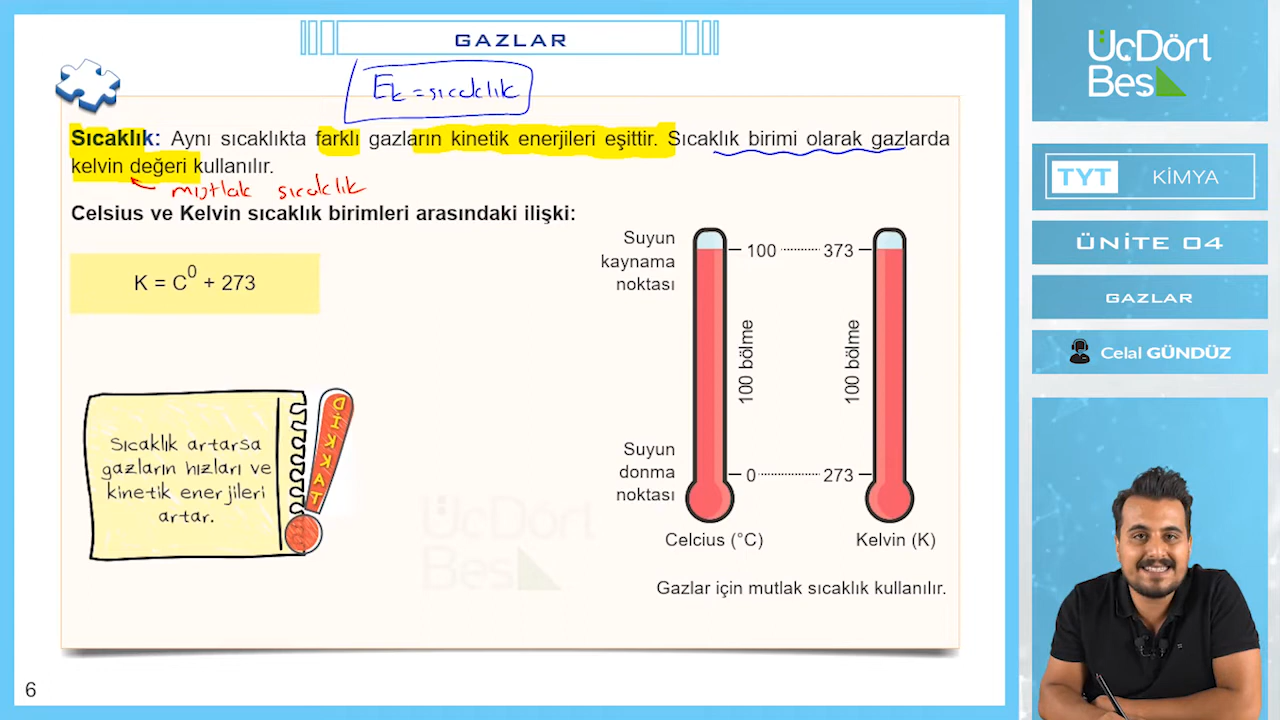 GAZLAR
Ek = sıcaklık
Sıcaklık: Aynı sıcaklıkta farklı gazların kinetik enerjileri eşittir. Sıcaklık birimi olarak gazlarda
kelvin değeri kullanılır.
mutlak sıcaklık
Celsius ve Kelvin sıcaklık birimleri arasındaki ilişki:
K = C⁰ + 273
Suyun
kaynama
noktası
100 373
100 bölme
100 bölme
Suyun
donma
noktası
0 273
Celcius (°C) Kelvin (K)
Gazlar için mutlak sıcaklık kullanılır.
Sıcaklık artarsa
gazların hızları ve
kinetik enerjileri
artar.
DİKKAT
ÜçDört
Beş
6
ÜçDört
Beş
TYT KİMYA
ÜNİTE 04
GAZLAR
Celal GÜNDÜZ